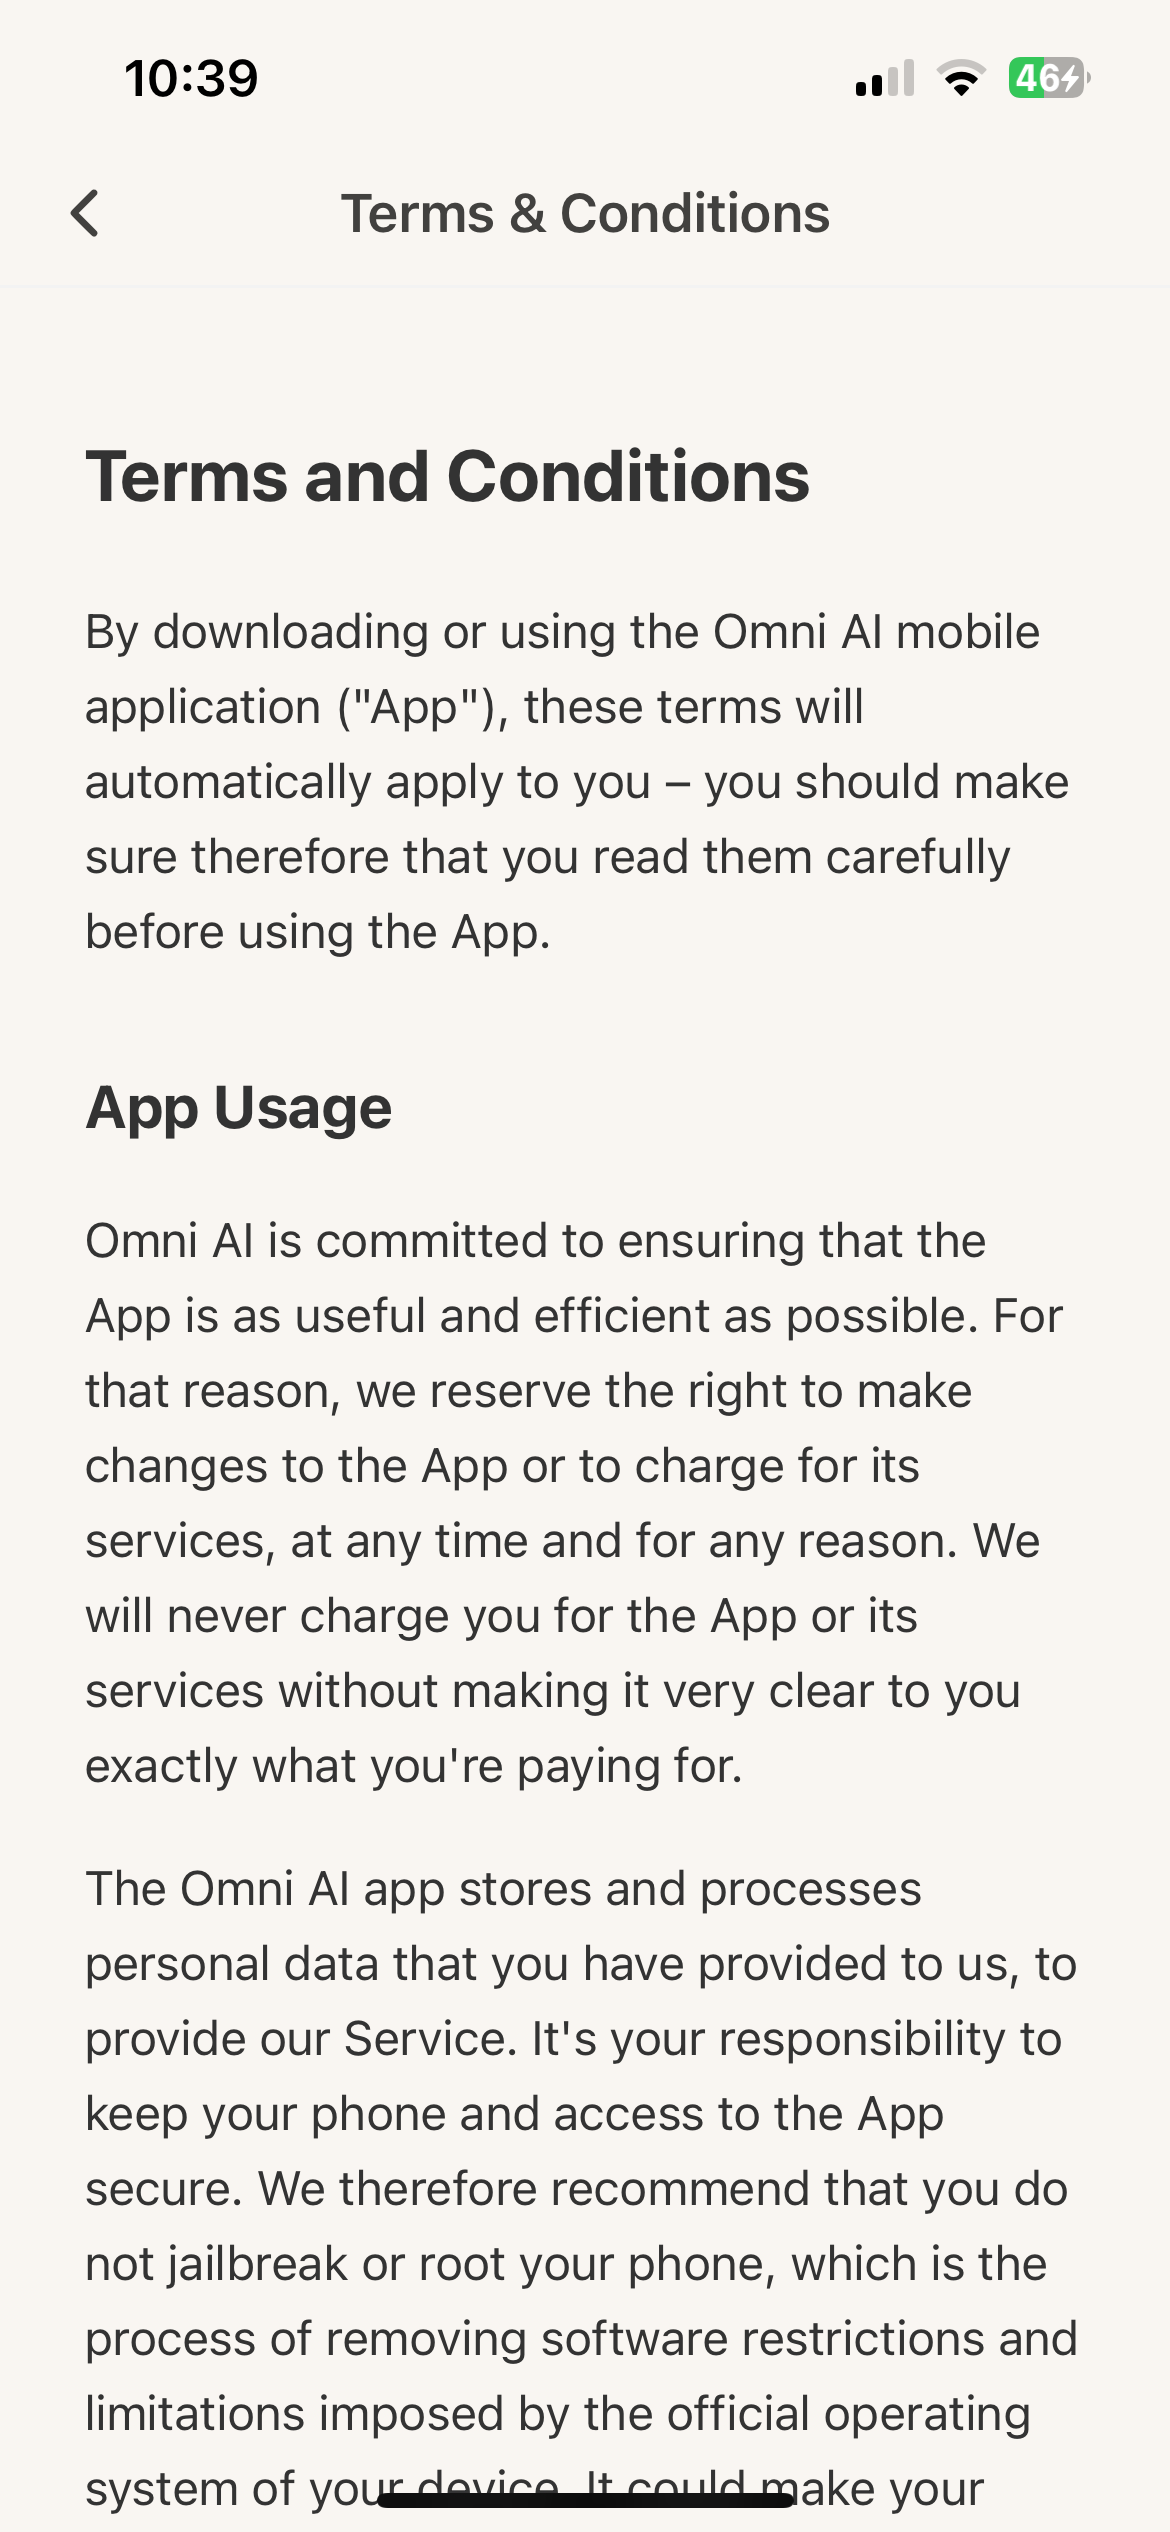 10:39
46
Terms & Conditions
Terms and Conditions
By downloading or using the Omni AI mobile
application ("App"), these terms will
automatically apply to you – you should make
sure therefore that you read them carefully
before using the App.
App Usage
Omni AI is committed to ensuring that the
App is as useful and efficient as possible. For
that reason, we reserve the right to make
changes to the App or to charge for its
services, at any time and for any reason. We
will never charge you for the App or its
services without making it very clear to you
exactly what you're paying for.
The Omni AI app stores and processes
personal data that you have provided to us, to
provide our Service. It's your responsibility to
keep your phone and access to the App
secure. We therefore recommend that you do
not jailbreak or root your phone, which is the
process of removing software restrictions and
limitations imposed by the official operating
system of your device. It could make your